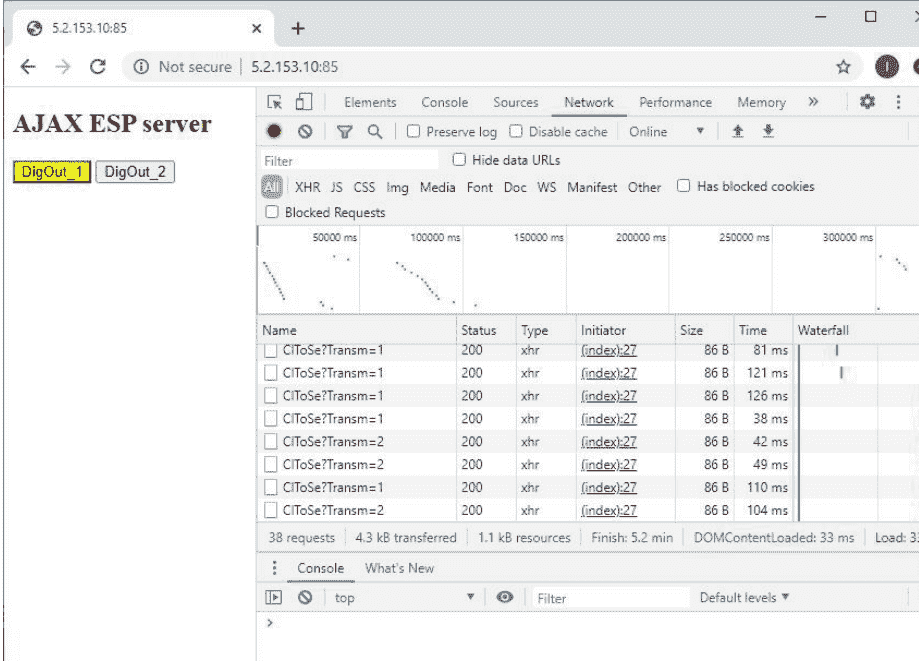 5.2.153.10:85
Not secure | 5.2.153.10:85
AJAX ESP server
DigOut_1 DigOut_2
Elements Console Sources Network Performance Memory »
Preserve log Disable cache Online
Filter Hide data URLs
All XHR JS CSS Img Media Font Doc WS Manifest Other Has blocked cookies
Blocked Requests
50000 ms 100000 ms 150000 ms 200000 ms 250000 ms 300000 ms
Name Status Type Initiator Size Time Waterfall
ClToSe?Transm=1 200 xhr (index):27 86 B 81 ms
ClToSe?Transm=1 200 xhr (index):27 86 B 121 ms
ClToSe?Transm=1 200 xhr (index):27 86 B 126 ms
ClToSe?Transm=1 200 xhr (index):27 86 B 38 ms
ClToSe?Transm=2 200 xhr (index):27 86 B 42 ms
ClToSe?Transm=2 200 xhr (index):27 86 B 49 ms
ClToSe?Transm=1 200 xhr (index):27 86 B 110 ms
ClToSe?Transm=2 200 xhr (index):27 86 B 104 ms
38 requests 4.3 kB transferred 1.1 kB resources Finish: 5.2 min DOMContentLoaded: 33 ms Load:
Console What's New
top Filter Default levels